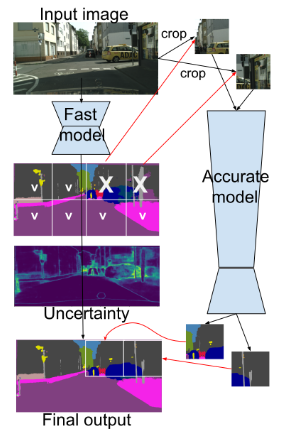 Input image
crop
crop
Fast
model
Accurate
model
v v X X
v v v v
Uncertainty
Final output